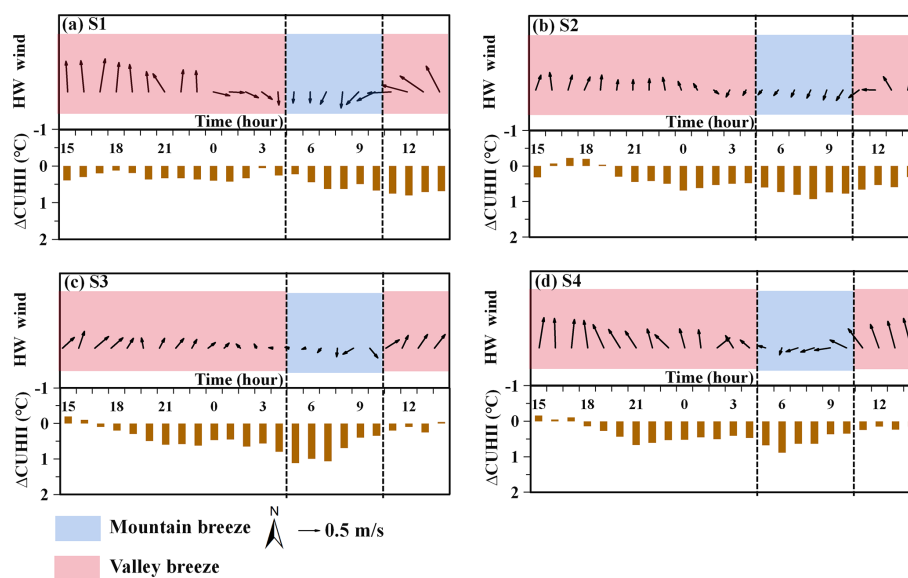 (a) S1
HW wind
Time (hour)
-1
15 18 21 0 3 6 9 12
0
1
2
ΔCUHII (°C)
(b) S2
HW wind
Time (hour)
-1
15 18 21 0 3 6 9 12
0
1
2
ΔCUHII (°C)
(c) S3
HW wind
Time (hour)
-1
15 18 21 0 3 6 9 12
0
1
2
ΔCUHII (°C)
(d) S4
HW wind
Time (hour)
-1
15 18 21 0 3 6 9 12
0
1
2
ΔCUHII (°C)
Mountain breeze
N
0.5 m/s
Valley breeze